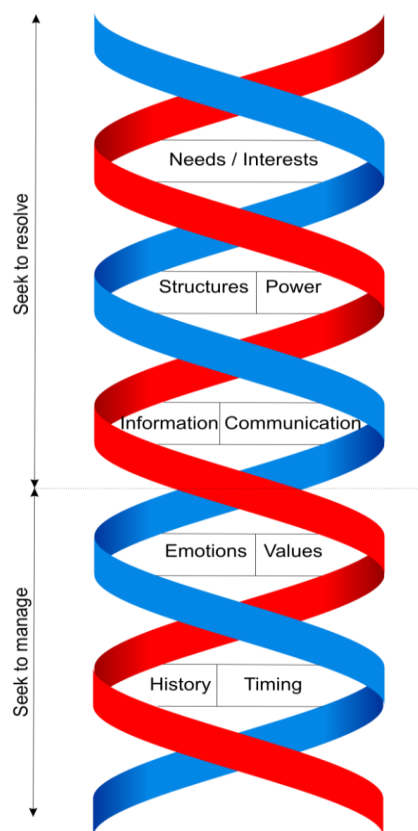 Seek to resolve
Needs / Interests
Structures Power
Information Communication
Seek to manage
Emotions Values
History Timing